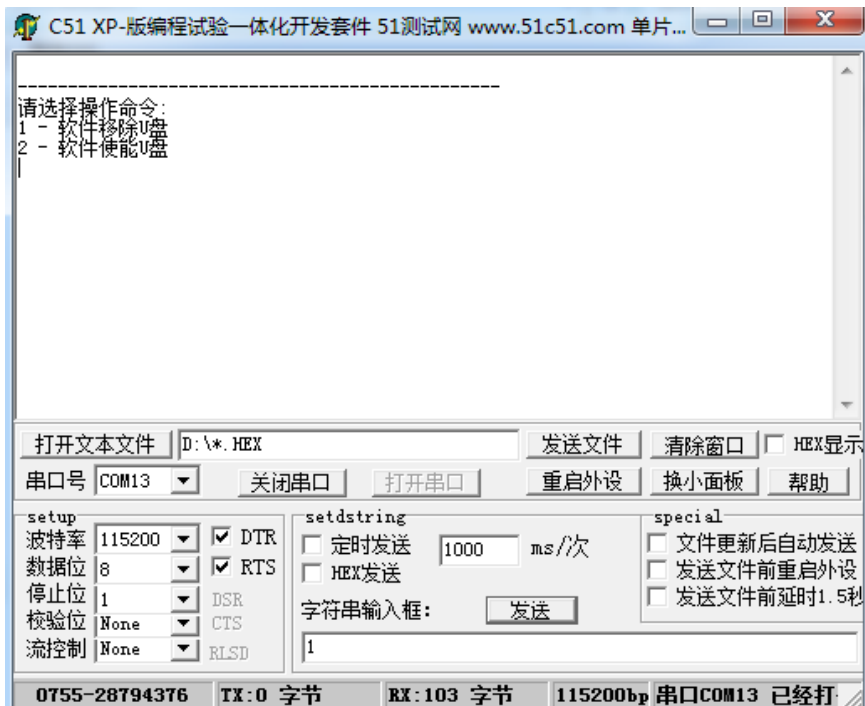 C51 XP-版编程试验一体化开发套件 51测试网 www.51c51.com 单片...
------------------------------------------------
请选择操作命令:
1 - 软件移除U盘
2 - 软件使能U盘
打开文本文件 D:\*.HEX 发送文件 清除窗口 HEX显示
串口号 COM13 关闭串口 打开串口 重启外设 换小面板 帮助
setup setdstring special
波特率 115200 DTR 定时发送 1000 ms//次 文件更新后自动发送
数据位 8 RTS HEX发送 发送文件前重启外设
停止位 1 DSR 字符串输入框: 发送 发送文件前延时1.5秒
校验位 None CTS
流控制 None RLSD 1
0755-28794376 TX:0 字节 RX:103 字节 115200bp 串口COM13 已经打